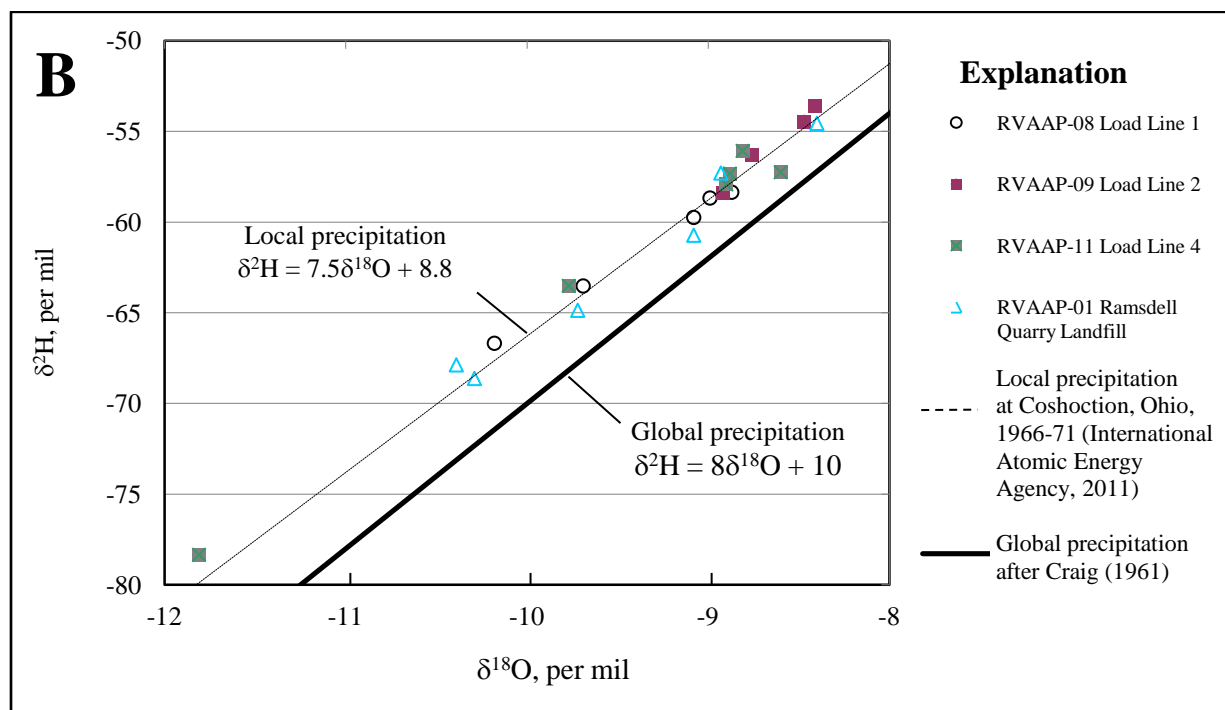 B
-50
-55
-60
-65
-70
-75
-80
-12
-11
-10
-9
-8
δ²H, per mil
δ¹⁸O, per mil
Local precipitation
δ²H = 7.5δ¹⁸O + 8.8
Global precipitation
δ²H = 8δ¹⁸O + 10
Explanation
RVAAP-08 Load Line 1
RVAAP-09 Load Line 2
RVAAP-11 Load Line 4
RVAAP-01 Ramsdell
Quarry Landfill
Local precipitation
at Coshoction, Ohio,
1966-71 (International
Atomic Energy
Agency, 2011)
Global precipitation
after Craig (1961)